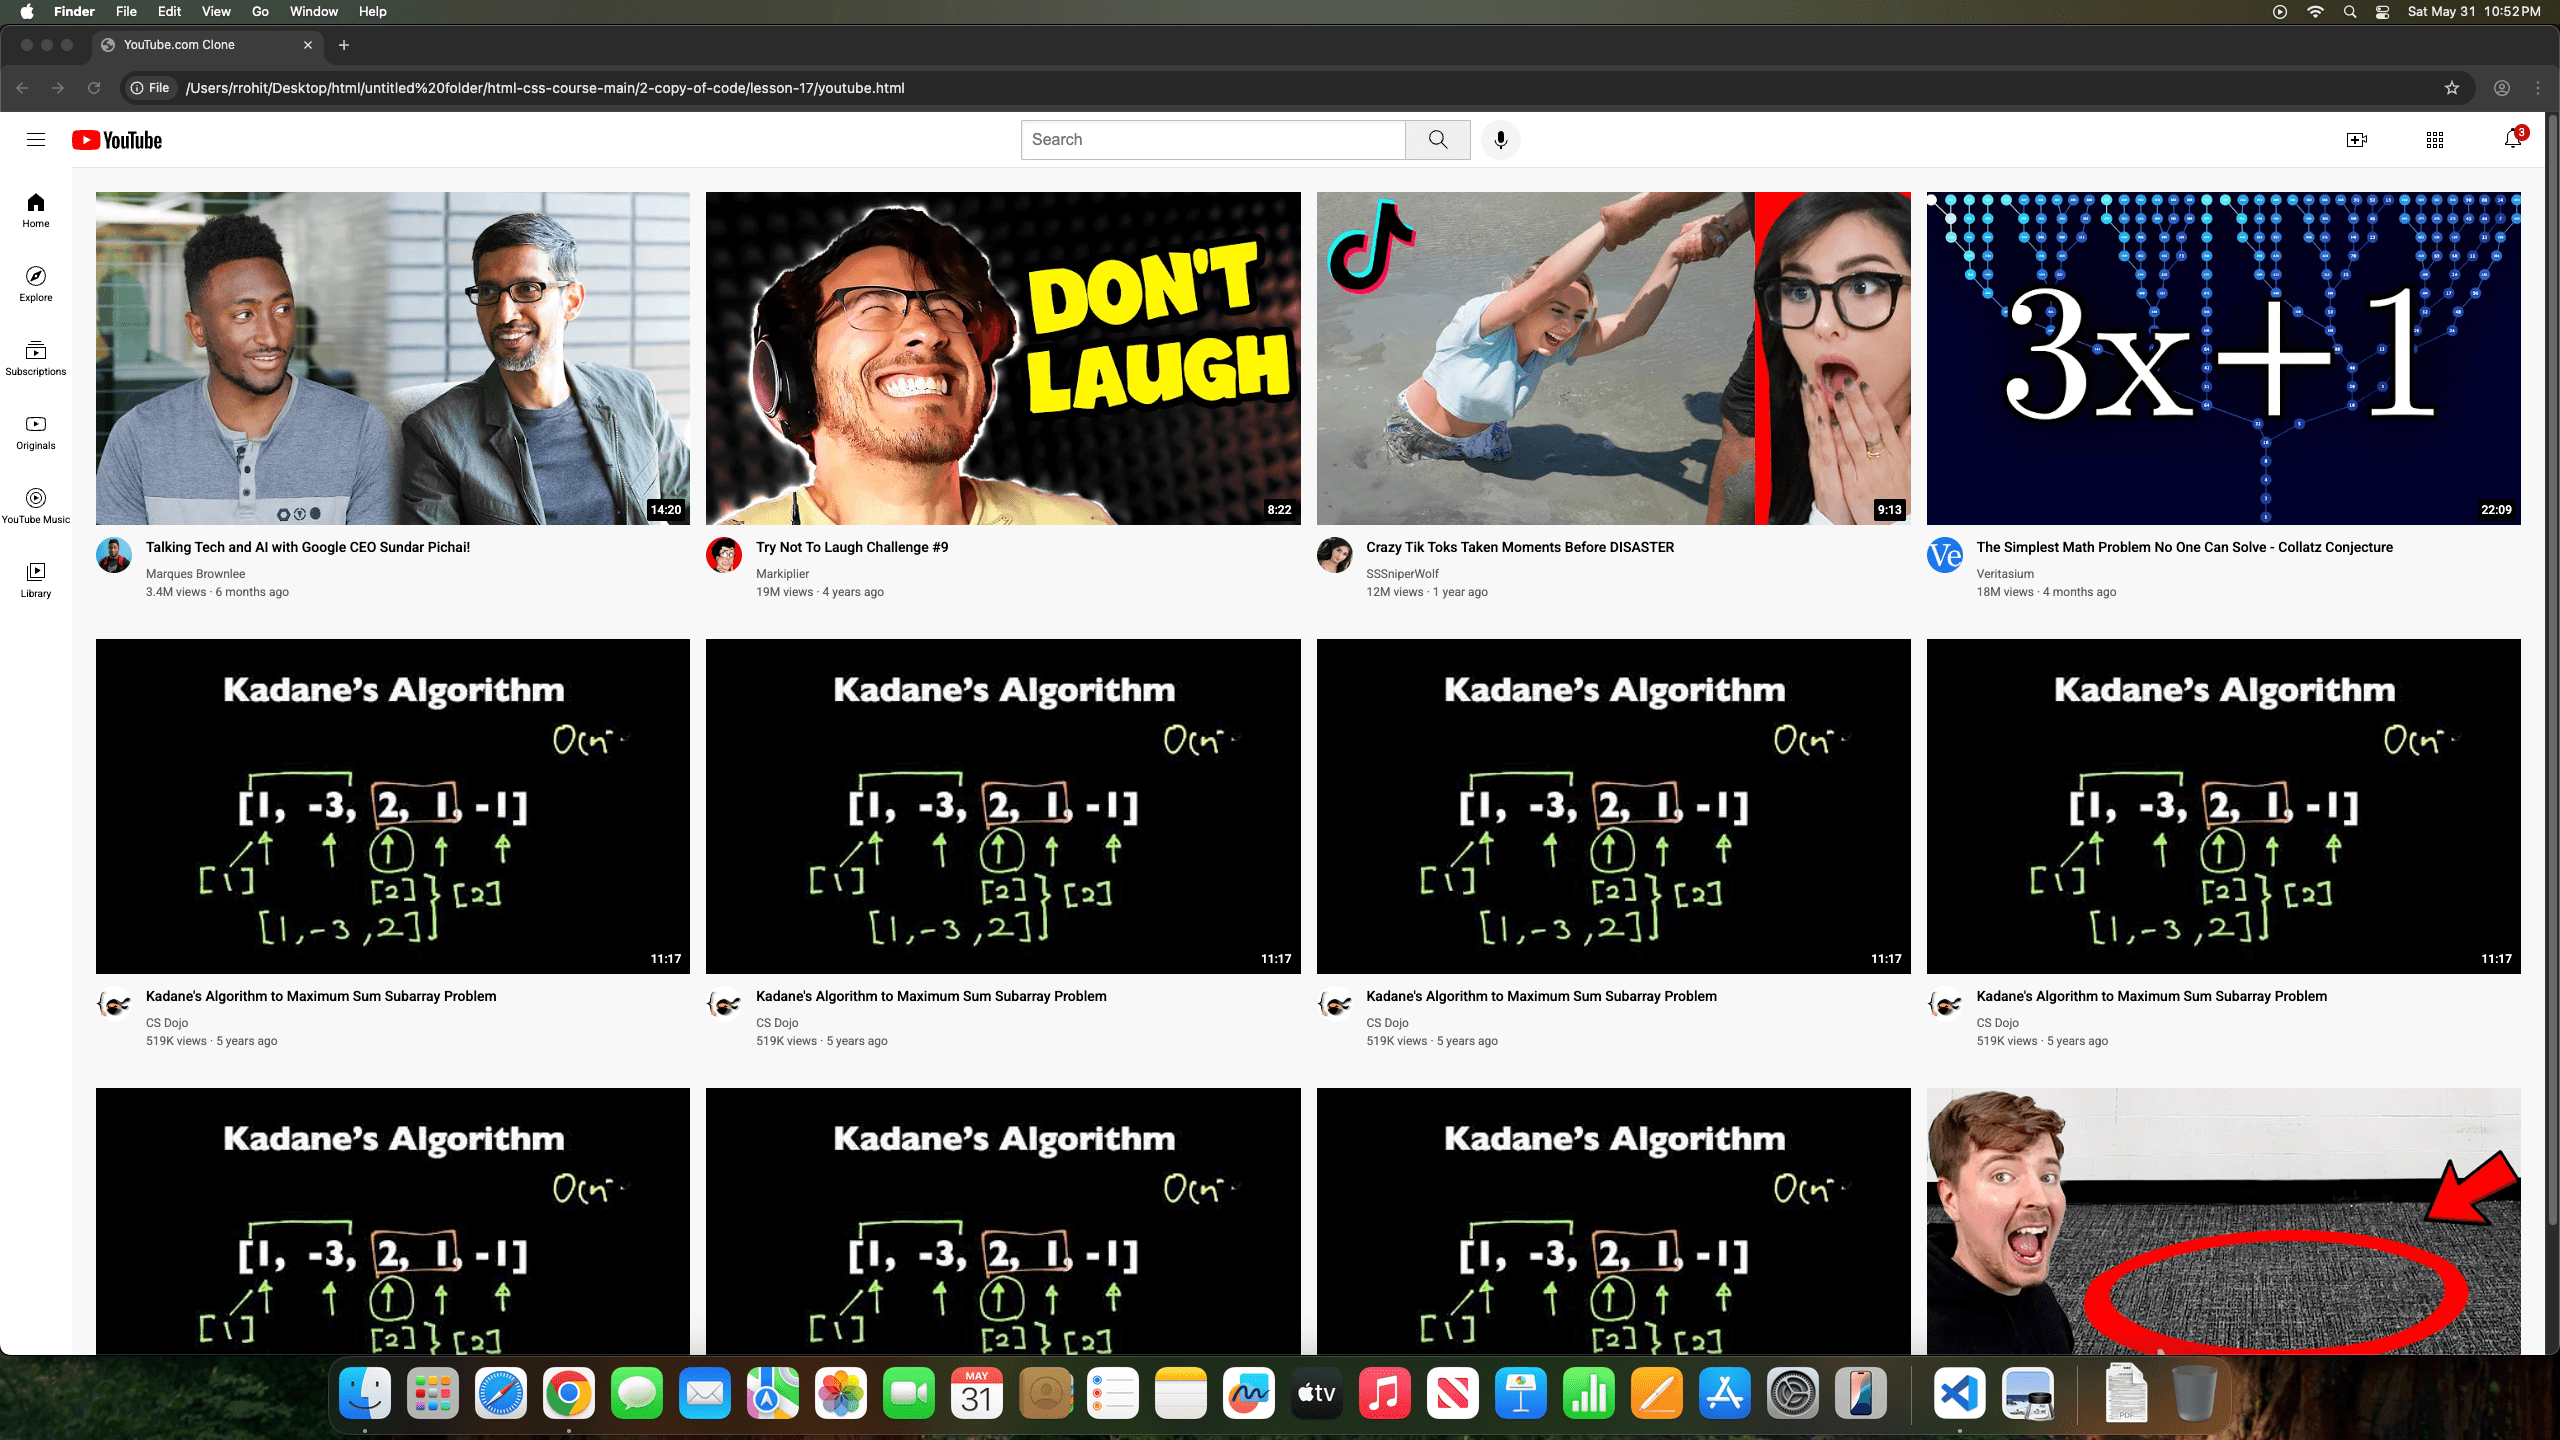 Finder File Edit View Go Window Help
Sat May 31 10:52 PM
YouTube.com Clone
File /Users/rrohit/Desktop/html/untitled%20folder/html-css-course-main/2-copy-of-code/lesson-17/youtube.html
YouTube
Search
3
Home
Explore
Subscriptions
Originals
YouTube Music
Library
14:20
Talking Tech and AI with Google CEO Sundar Pichai!
Marques Brownlee
3.4M views · 6 months ago
DON'T
LAUGH
8:22
Try Not To Laugh Challenge #9
Markiplier
19M views · 4 years ago
9:13
Crazy Tik Toks Taken Moments Before DISASTER
SSSniperWolf
12M views · 1 year ago
3x+1
22:09
Ve
The Simplest Math Problem No One Can Solve - Collatz Conjecture
Veritasium
18M views · 4 months ago
Kadane's Algorithm
[1, -3, 2, 1, -1]
[1]
[2] [2]
[1,-3,2]
11:17
Kadane's Algorithm to Maximum Sum Subarray Problem
CS Dojo
519K views · 5 years ago
Kadane's Algorithm
[1, -3, 2, 1, -1]
[1]
[2] [2]
[1,-3,2]
11:17
Kadane's Algorithm to Maximum Sum Subarray Problem
CS Dojo
519K views · 5 years ago
Kadane's Algorithm
[1, -3, 2, 1, -1]
[1]
[2] [2]
[1,-3,2]
11:17
Kadane's Algorithm to Maximum Sum Subarray Problem
CS Dojo
519K views · 5 years ago
Kadane's Algorithm
[1, -3, 2, 1, -1]
[1]
[2] [2]
[1,-3,2]
11:17
Kadane's Algorithm to Maximum Sum Subarray Problem
CS Dojo
519K views · 5 years ago
Kadane's Algorithm
[1, -3, 2, 1, -1]
[1]
[2] [2]
Kadane's Algorithm
[1, -3, 2, 1, -1]
[1]
[2] [2]
Kadane's Algorithm
[1, -3, 2, 1, -1]
[1]
[2] [2]
MAY
31
tv
PDF